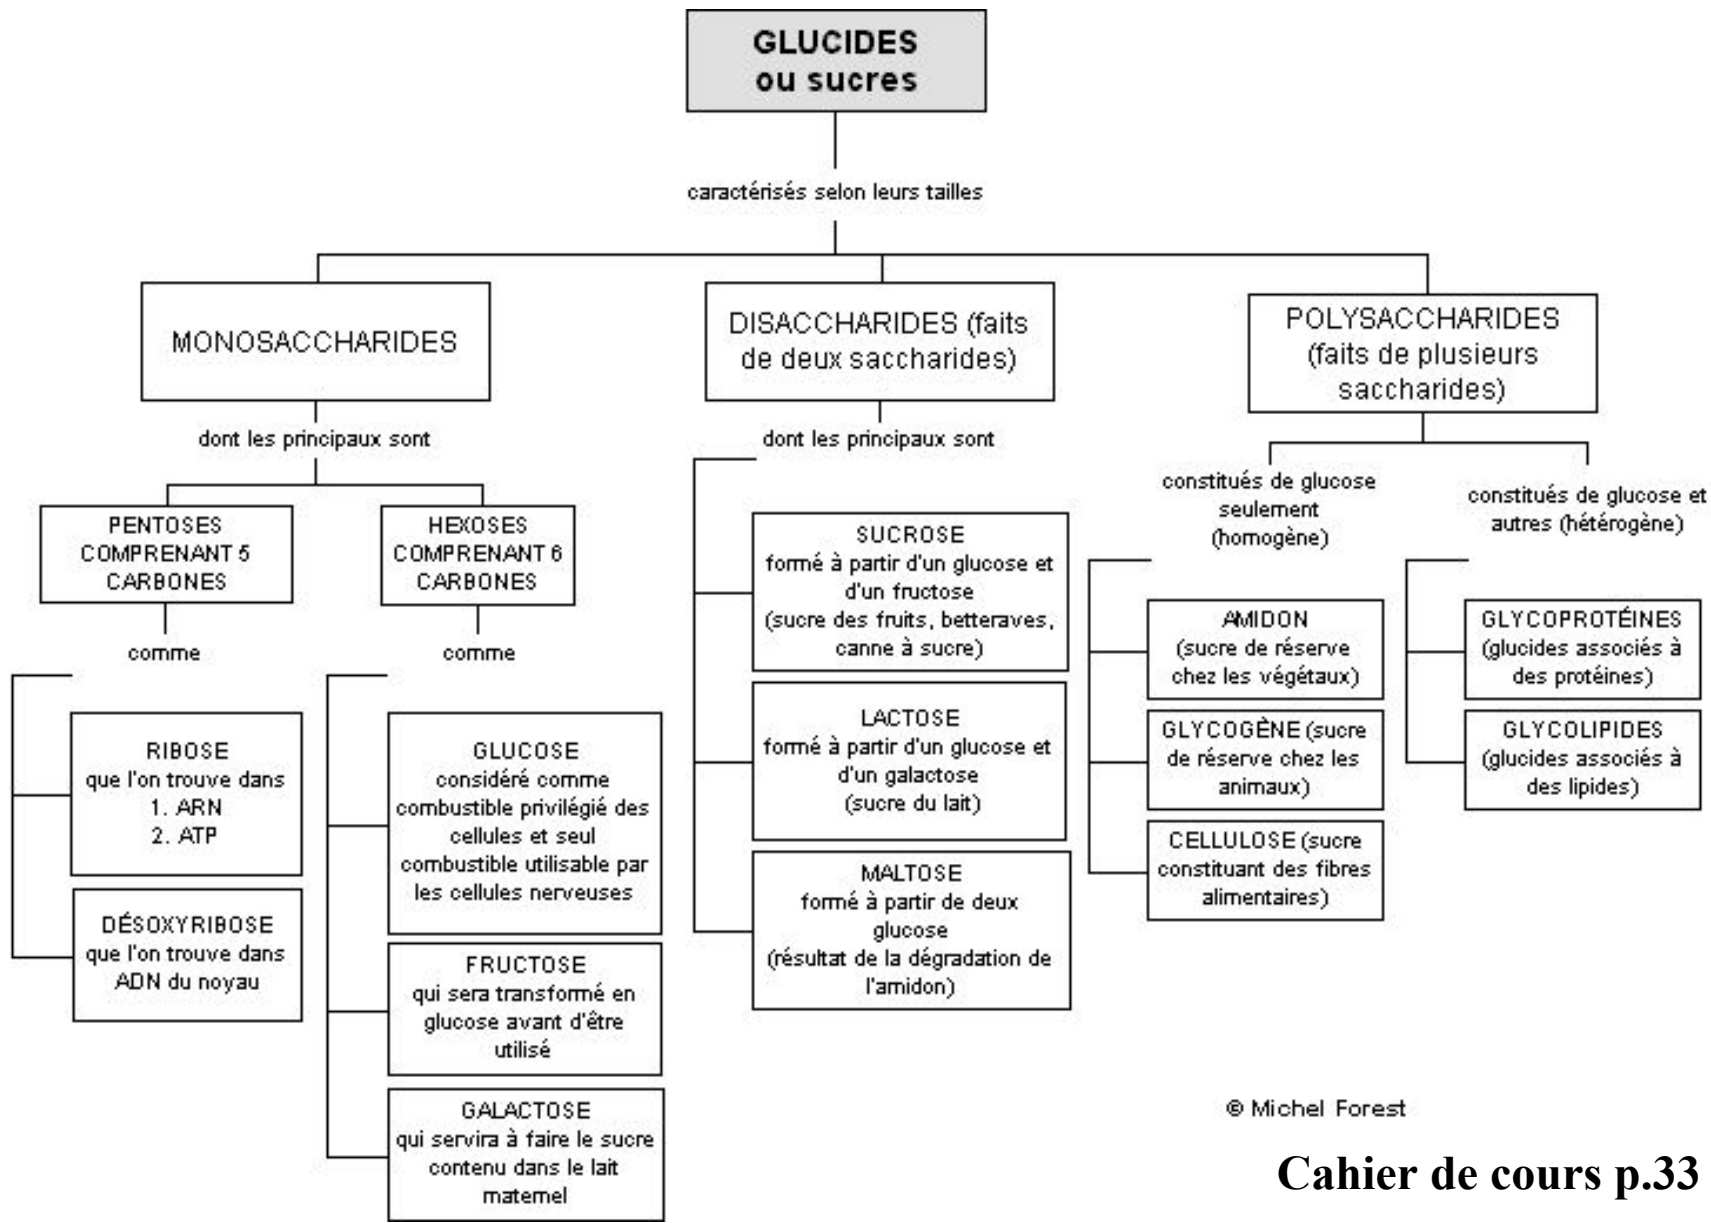 GLUCIDES
ou sucres
caractérisés selon leurs tailles
MONOSACCHARIDES
dont les principaux sont
PENTOSES
COMPRENANT 5
CARBONES
comme
RIBOSE
que l'on trouve dans
1. ARN
2. ATP
DÉSOXYRIBOSE
que l'on trouve dans
ADN du noyau
HEXOSES
COMPRENANT 6
CARBONES
comme
GLUCOSE
considéré comme
combustible privilégié des
cellules et seul
combustible utilisable par
les cellules nerveuses
FRUCTOSE
qui sera transformé en
glucose avant d'être
utilisé
GALACTOSE
qui servira à faire le sucre
contenu dans le lait
maternel
DISACCHARIDES (faits
de deux saccharides)
dont les principaux sont
SUCROSE
formé à partir d'un glucose et
d'un fructose
(sucre des fruits, betteraves,
canne à sucre)
LACTOSE
formé à partir d'un glucose et
d'un galactose
(sucre du lait)
MALTOSE
formé à partir de deux
glucose
(résultat de la dégradation de
l'amidon)
POLYSACCHARIDES
(faits de plusieurs
saccharides)
constitués de glucose
seulement
(homogène)
AMIDON
(sucre de réserve
chez les végétaux)
GLYCOGÈNE (sucre
de réserve chez les
animaux)
CELLULOSE (sucre
constituant des fibres
alimentaires)
constitués de glucose et
autres (hétérogène)
GLYCOPROTÉINES
(glucides associés à
des protéines)
GLYCOLIPIDES
(glucides associés à
des lipides)
© Michel Forest
Cahier de cours p.33